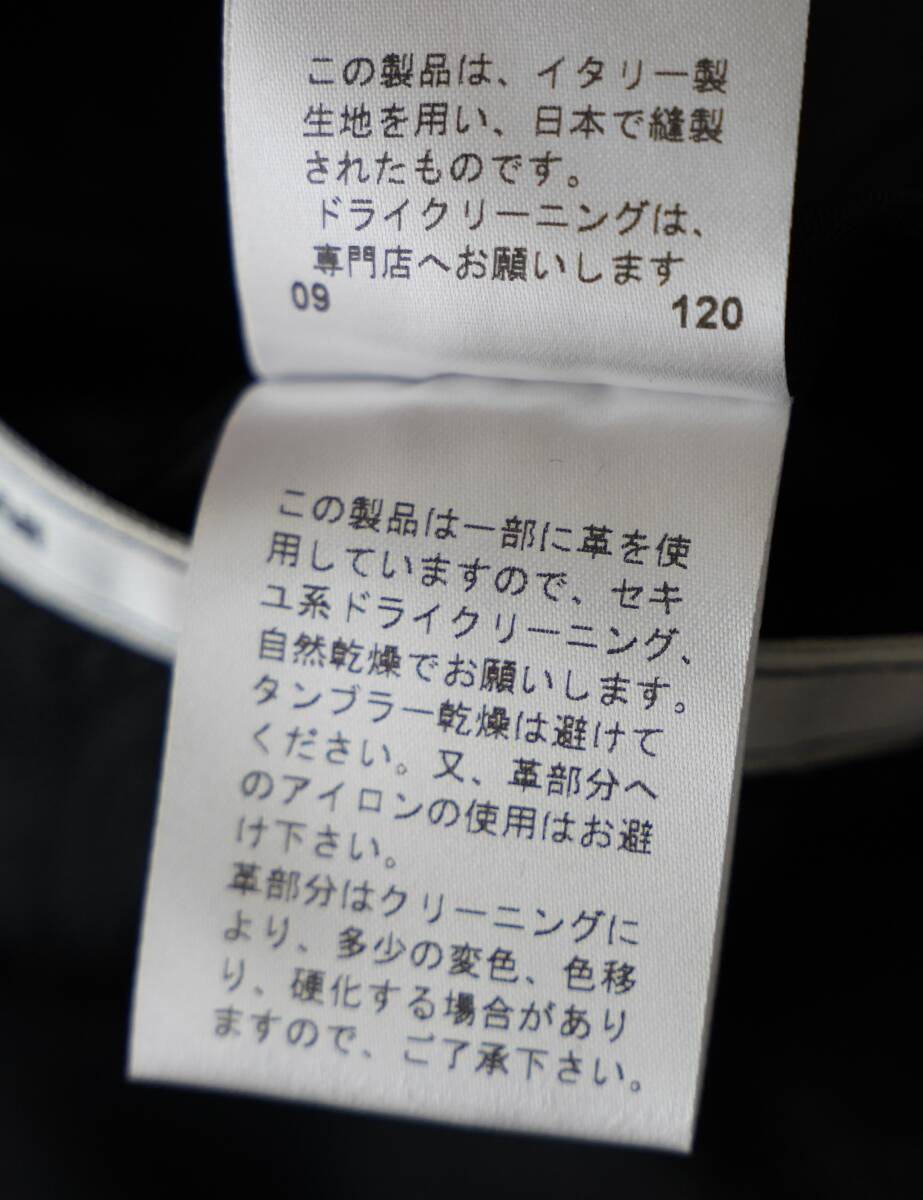 この製品は、イタリー製
生地を用い、日本で縫製
されたものです。
ドライクリーニングは、
専門店へお願いします
09 120
この製品は一部に革を使
用していますので、セキ
ユ系ドライクリーニング、
自然乾燥でお願いします。
タンブラー乾燥は避けて
ください。又、革部分へ
のアイロンの使用はお避
け下さい。
革部分はクリーニングに
より、多少の変色、色移
り、硬化する場合があり
ますので、ご了承下さい。